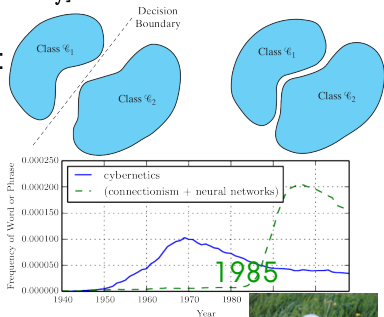 Decision
Boundary
Class 𝒞1
Class 𝒞2
Class 𝒞1
Class 𝒞2
Frequency of Word or Phrase
0.000250
0.000200
0.000150
0.000100
0.000050
0.000000
cybernetics
(connectionism + neural networks)
1985
1940 1950 1960 1970 1980
Year